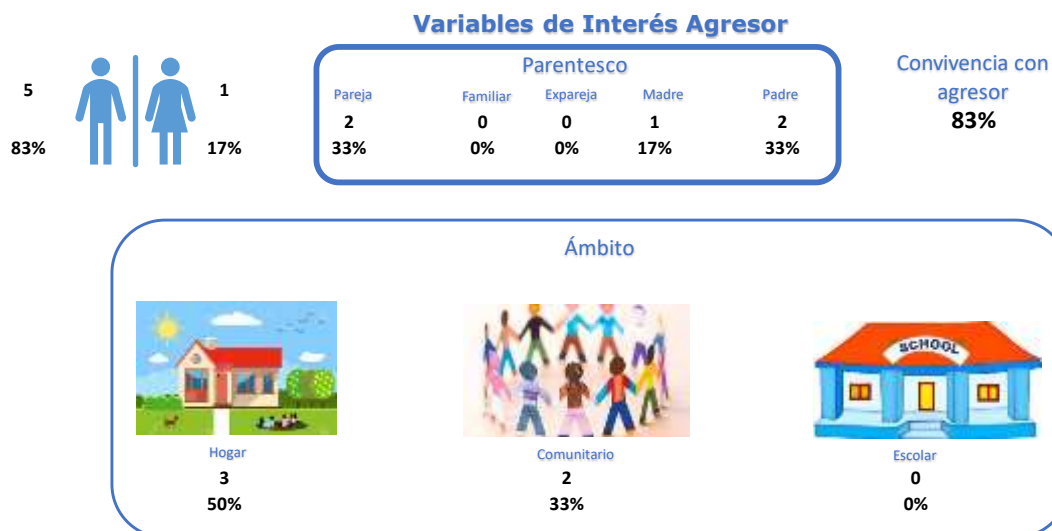 Variables de Interés Agresor
5
1
83%
17%
Parentesco
Pareja Familiar Expareja Madre Padre
2 0 0 1 2
33% 0% 0% 17% 33%
Convivencia con
agresor
83%
Ámbito
SCHOOL
Hogar Comunitario Escolar
3 2 0
50% 33% 0%